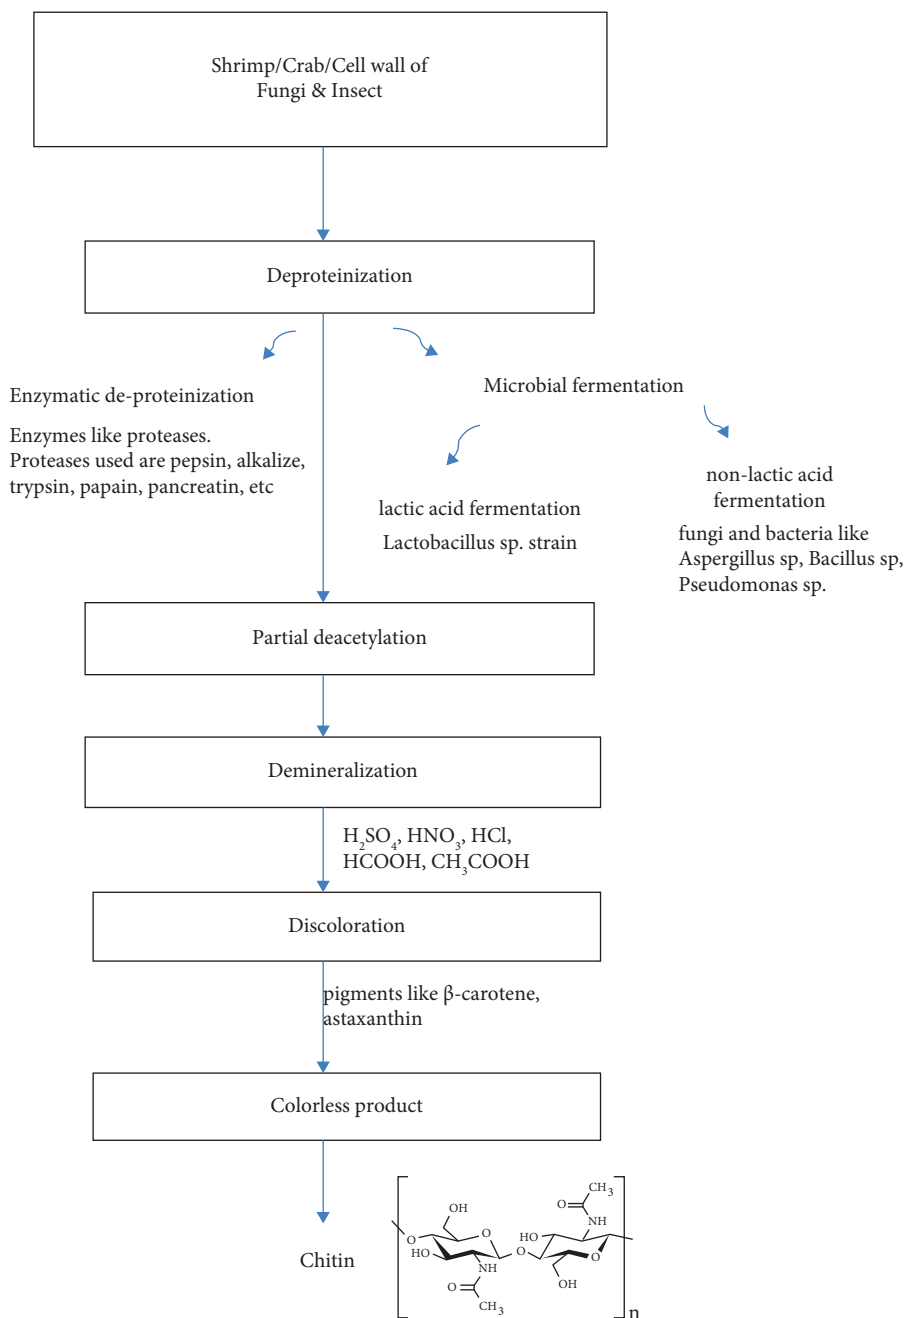 Shrimp/Crab/Cell wall of
Fungi & Insect
Deproteinization
Enzymatic de-proteinization
Enzymes like proteases.
Proteases used are pepsin, alkalize,
trypsin, papain, pancreatin, etc
Microbial fermentation
lactic acid fermentation
Lactobacillus sp. strain
non-lactic acid
fermentation
fungi and bacteria like
Aspergillus sp, Bacillus sp,
Pseudomonas sp.
Partial deacetylation
Demineralization
H₂SO₄, HNO₃, HCl,
HCOOH, CH₃COOH
Discoloration
pigments like β-carotene,
astaxanthin
Colorless product
Chitin
CH₃
O
OH
NH
O
HO
O
O
HO
O
NH
OH
O
CH₃
n